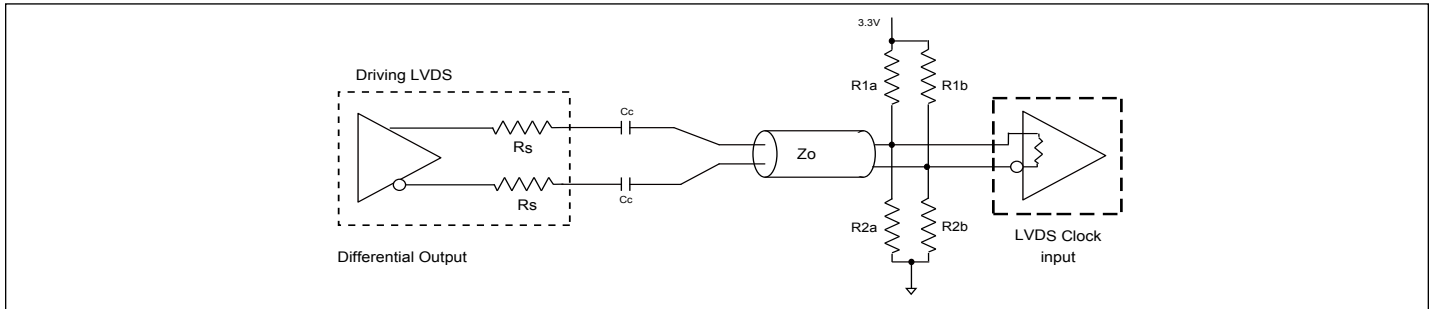 3.3V
Driving LVDS
R1a
R1b
Cc
Rs
Zo
Rs
Cc
R2a
R2b
LVDS Clock
input
Differential Output